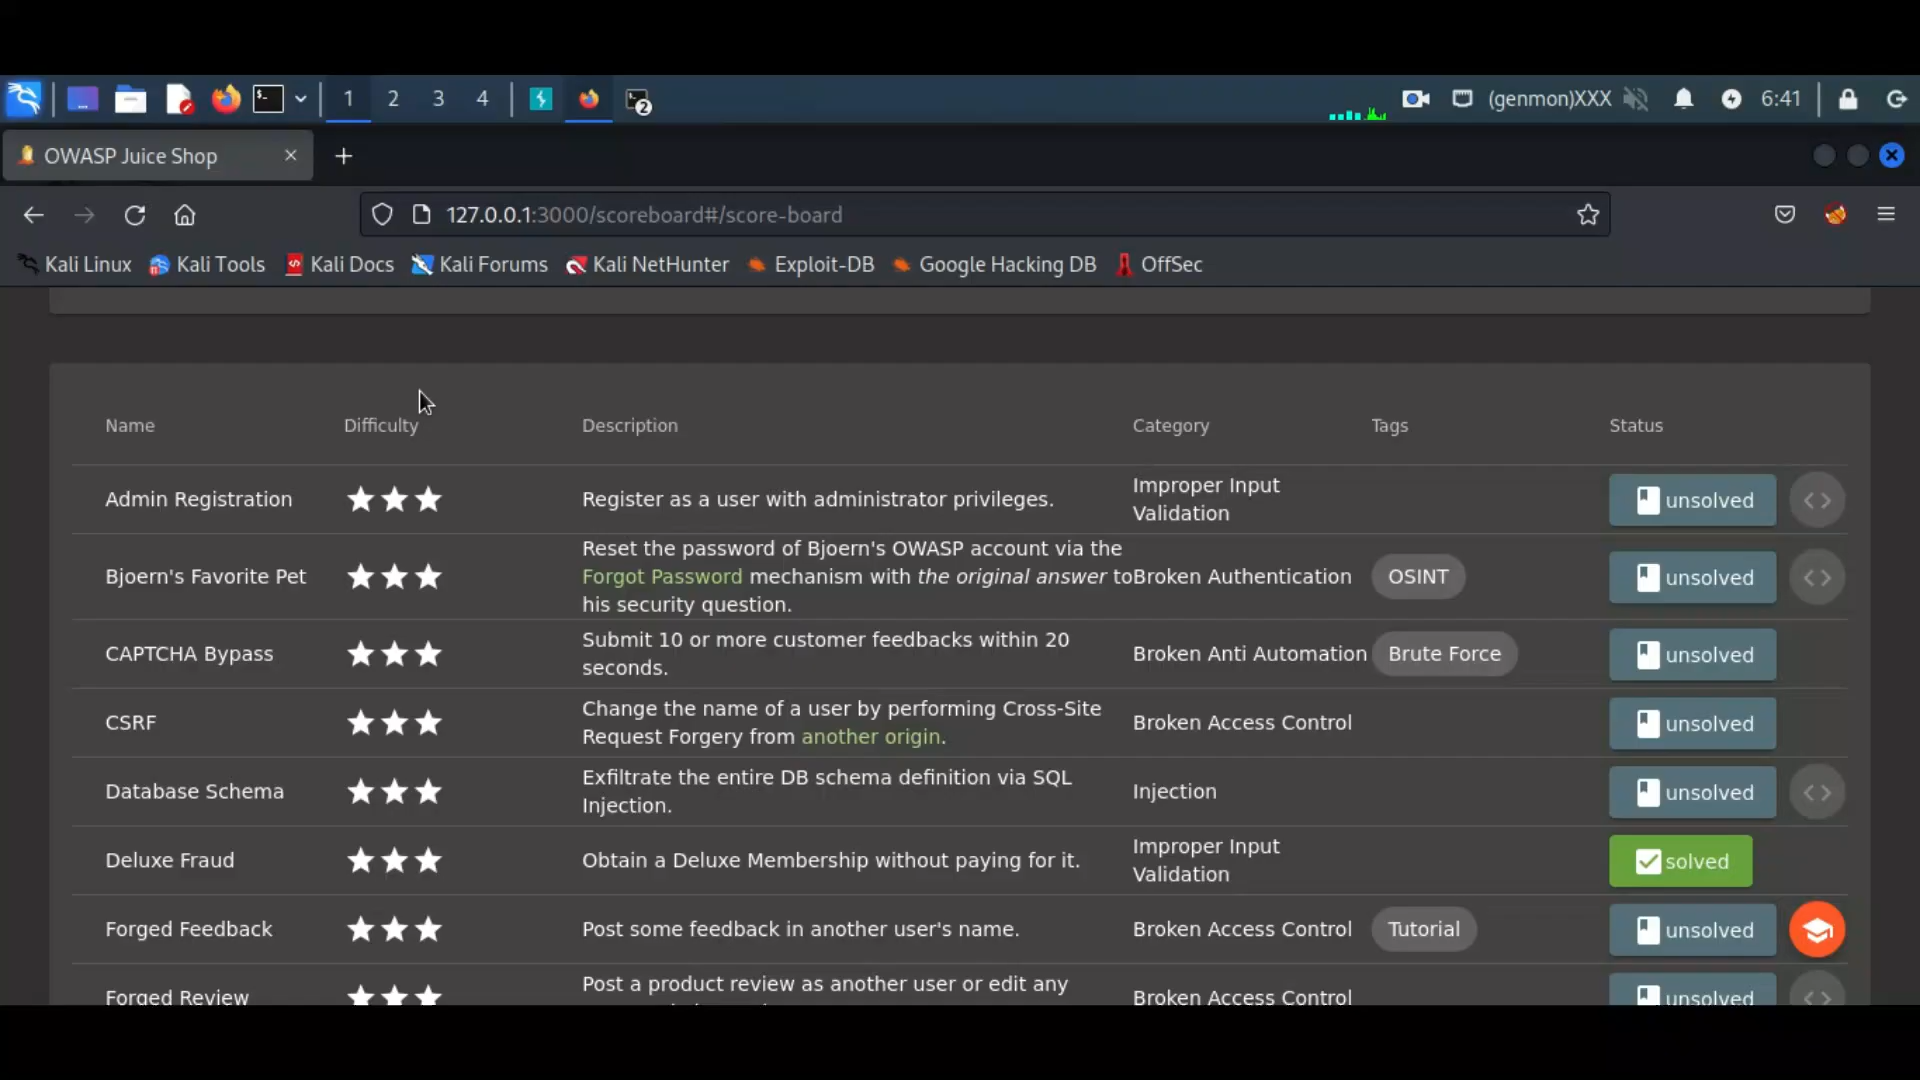 1 2 3 4 2 (genmon)XXX 6:41
OWASP Juice Shop
127.0.0.1:3000/scoreboard#/score-board
Kali Linux Kali Tools Kali Docs Kali Forums Kali NetHunter Exploit-DB Google Hacking DB OffSec
Name Difficulty Description Category Tags Status
Admin Registration Register as a user with administrator privileges. Improper Input
Validation
unsolved
Bjoern's Favorite Pet
Reset the password of Bjoern's OWASP account via the
Forgot Password mechanism with the original answer to
his security question.
Broken Authentication OSINT unsolved
CAPTCHA Bypass
Submit 10 or more customer feedbacks within 20
seconds.
Broken Anti Automation Brute Force unsolved
CSRF
Change the name of a user by performing Cross-Site
Request Forgery from another origin.
Broken Access Control unsolved
Database Schema
Exfiltrate the entire DB schema definition via SQL
Injection.
Injection unsolved
Deluxe Fraud Obtain a Deluxe Membership without paying for it. Improper Input
Validation
solved
Forged Feedback Post some feedback in another user's name. Broken Access Control Tutorial unsolved
Forged Review Post a product review as another user or edit any
Broken Access Control unsolved